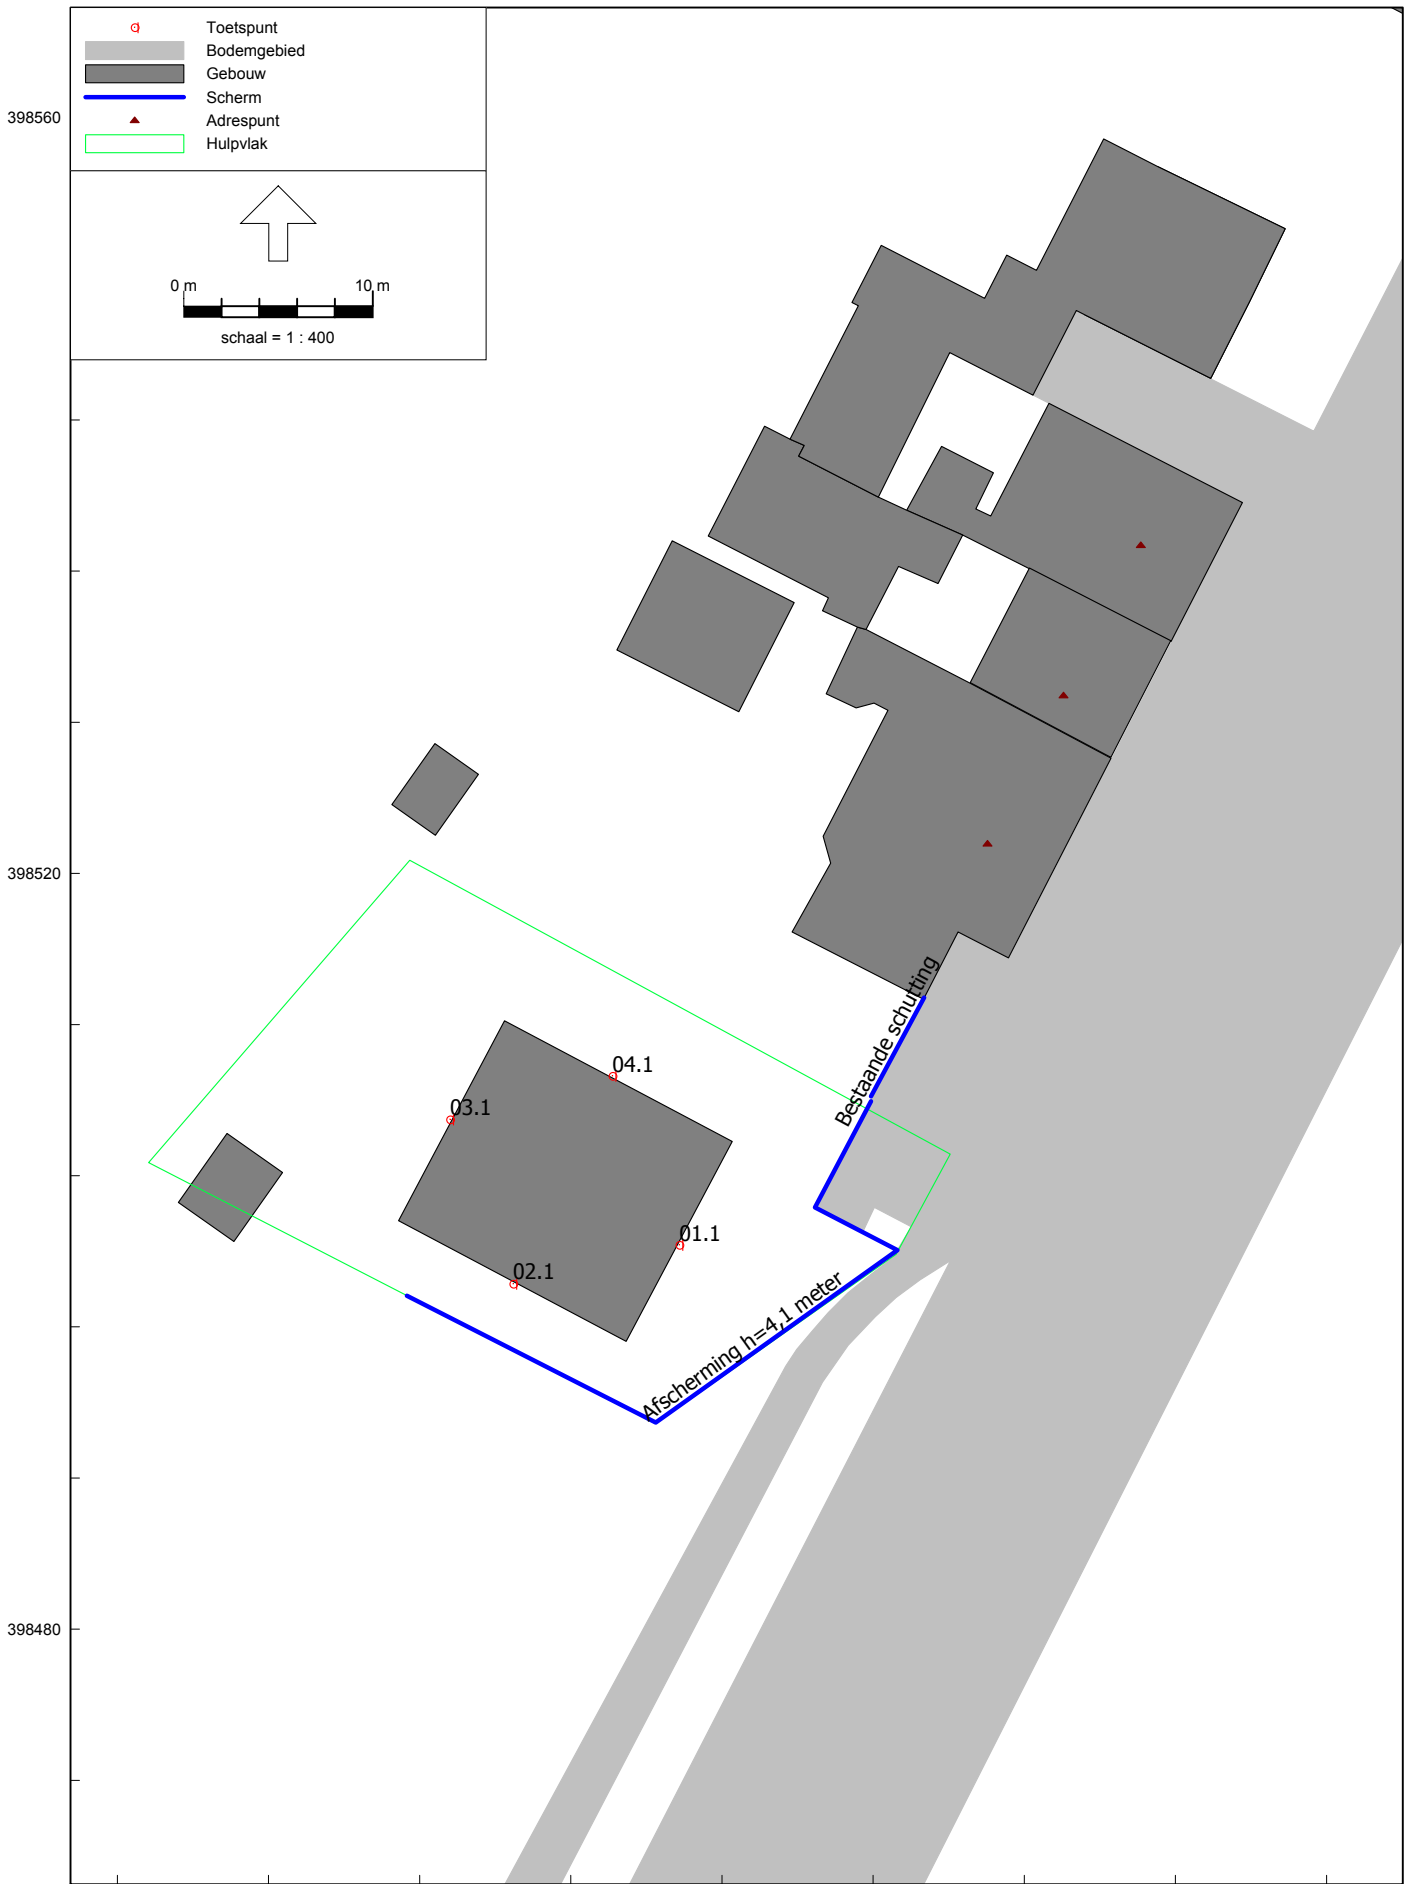 Toetspunt
Bodemgebied
Gebouw
Scherm
Adrespunt
Hulpvlak
0 m 10 m
schaal = 1 : 400
398560
398520
398480
Bestaande schutting
04.1
03.1
01.1
02.1
Afscherming h=4,1 meter